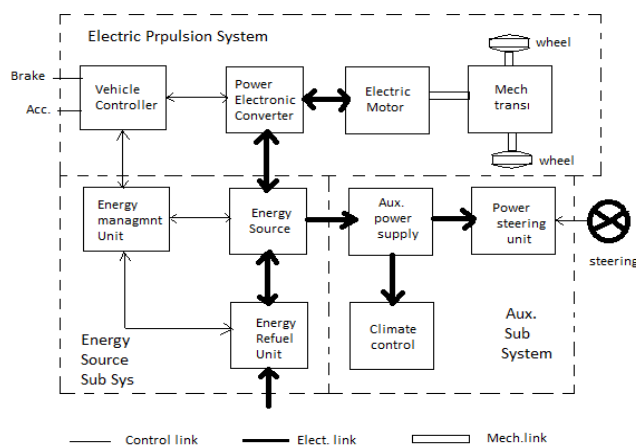 Electric Prpulsion System
wheel
Brake
Acc.
Vehicle
Controller
Power
Electronic
Converter
Electric
Motor
Mech
transı
wheel
Energy
managmnt
Unit
Energy
Source
Aux.
power
supply
Power
steering
unit
steering
Energy
Source
Sub Sys
Energy
Refuel
Unit
Climate
control
Aux.
Sub
System
Control link
Elect. link
Mech.link